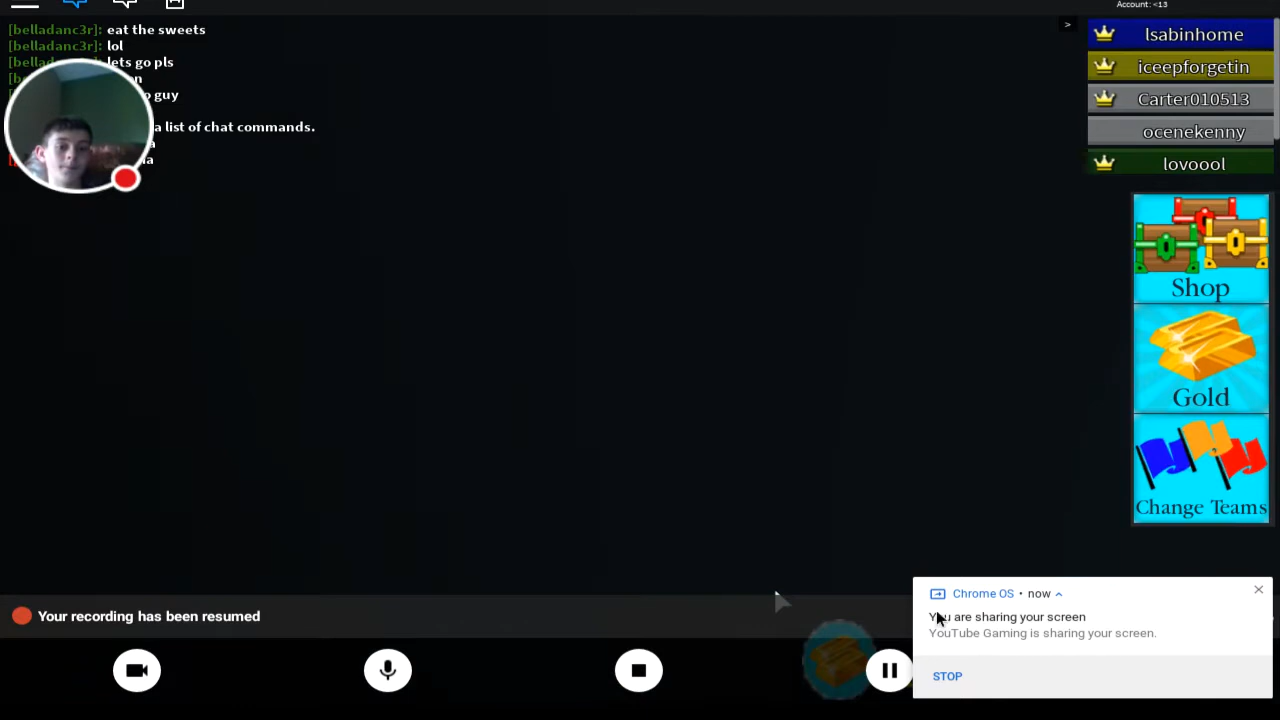 Account: <13
[belladanc3r]: eat the sweets
[belladanc3r]: lol
lets go pls
guy
a list of chat commands.
>
lsabinhome
iceepforgetin
Carter010513
ocenekenny
lovoool
Shop
Gold
Change Teams
Your recording has been resumed
Chrome OS • now
You are sharing your screen
YouTube Gaming is sharing your screen.
STOP